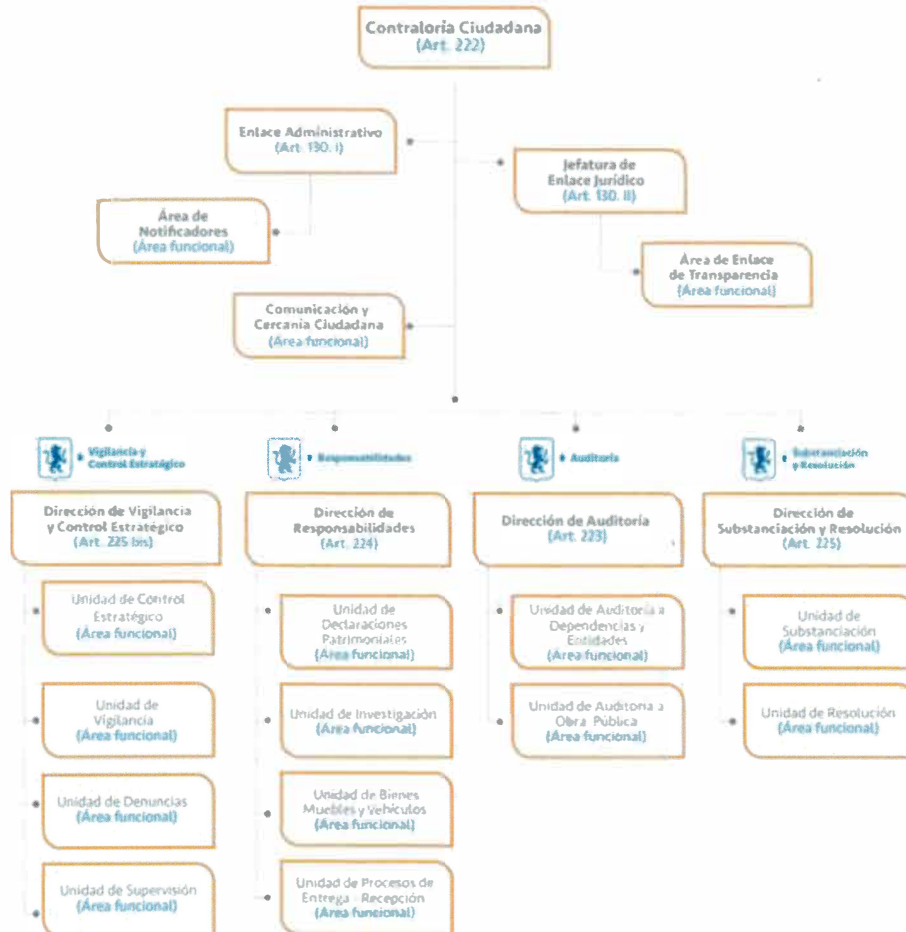 Contraloría Ciudadana
(Art. 222)
Enlace Administrativo
(Art. 130. I)
Jefatura de
Enlace Jurídico
(Art. 130. II)
Área de
Notificadores
(Área funcional)
Área de Enlace
de Transparencia
(Área funcional)
Comunicación y
Cercanía Ciudadana
(Área funcional)
Vigilancia y
Control Estratégico
Responsabilidades
Auditoría
Substanciación
y Resolución
Dirección de Vigilancia
y Control Estratégico
(Art. 225 bis)
Unidad de Control
Estratégico
(Área funcional)
Unidad de
Vigilancia
(Área funcional)
Unidad de Denuncias
(Área funcional)
Unidad de Supervisión
(Área funcional)
Dirección de
Responsabilidades
(Art. 224)
Unidad de
Declaraciones
Patrimoniales
(Área funcional)
Unidad de Investigación
(Área funcional)
Unidad de Bienes
Muebles y Vehículos
(Área funcional)
Unidad de Procesos de
Entrega - Recepción
(Área funcional)
Dirección de Auditoría
(Art. 223)
Unidad de Auditoría a
Dependencias y
Entidades
(Área funcional)
Unidad de Auditoría a
Obra Pública
(Área funcional)
Dirección de
Substanciación y Resolución
(Art. 225)
Unidad de
Substanciación
(Área funcional)
Unidad de Resolución
(Área funcional)